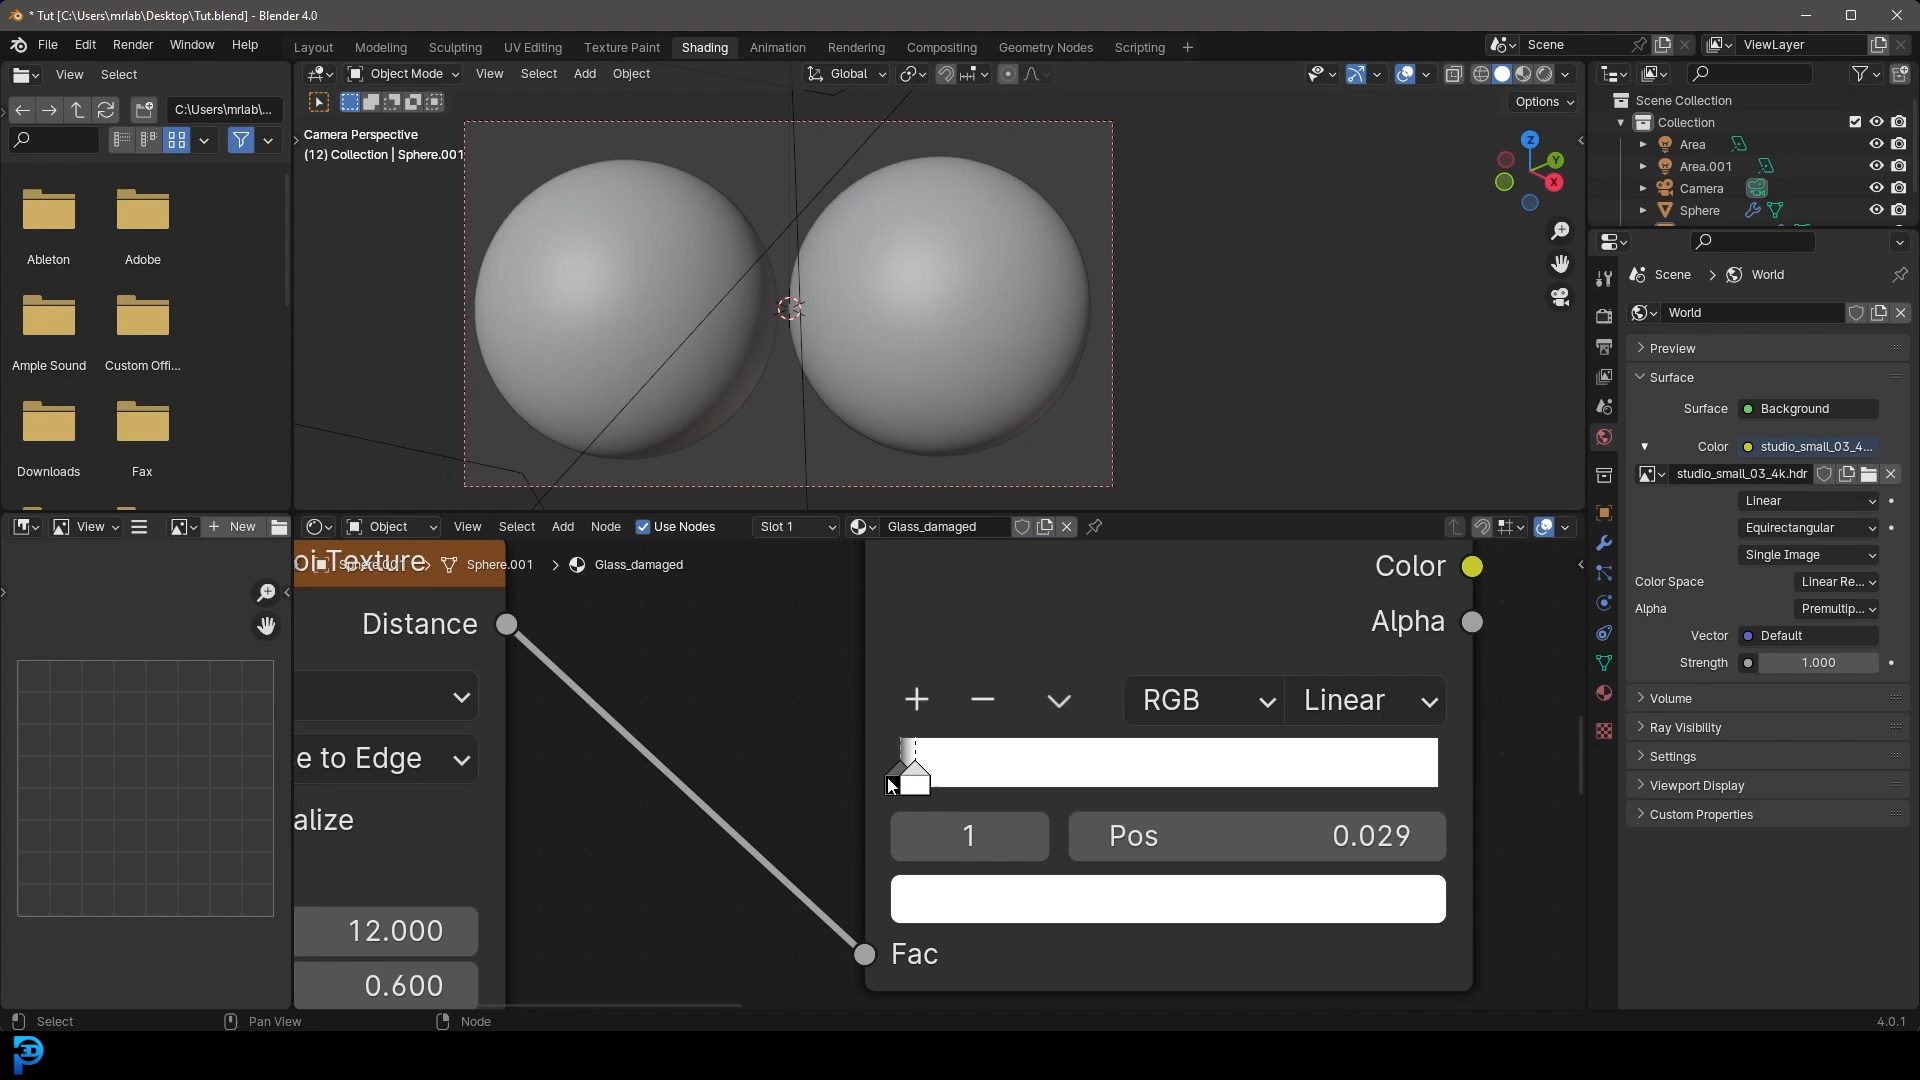 * Tut [C:\Users\mrlab\Desktop\Tut.blend] - Blender 4.0
File Edit Render Window Help
Layout Modeling Sculpting UV Editing Texture Paint Shading Animation Rendering Compositing Geometry Nodes Scripting +
Scene
ViewLayer
View Select
Object Mode View Select Add Object
Global
C:\Users\mrlab\...
Options
Camera Perspective
(12) Collection | Sphere.001
Z
Y
X
Ableton
Adobe
Ample Sound
Custom Offi...
Downloads
Fax
Scene Collection
Collection
Area
Area.001
Camera
Sphere
Scene > World
World
Preview
Surface
Surface Background
Color studio_small_03_4...
studio_small_03_4k.hdr
Linear
Equirectangular
Single Image
Color Space Linear Re...
Alpha Premultip...
Vector Default
Strength 1.000
Volume
Ray Visibility
Settings
Viewport Display
Custom Properties
View
New
Object View Select Add Node Use Nodes Slot 1 Glass_damaged
oi Texture
Sphere.001 > Sphere.001 > Glass_damaged
Distance
e to Edge
alize
12.000
0.600
Color
Alpha
RGB Linear
1 Pos 0.029
Fac
Select Pan View Node
4.0.1
3D